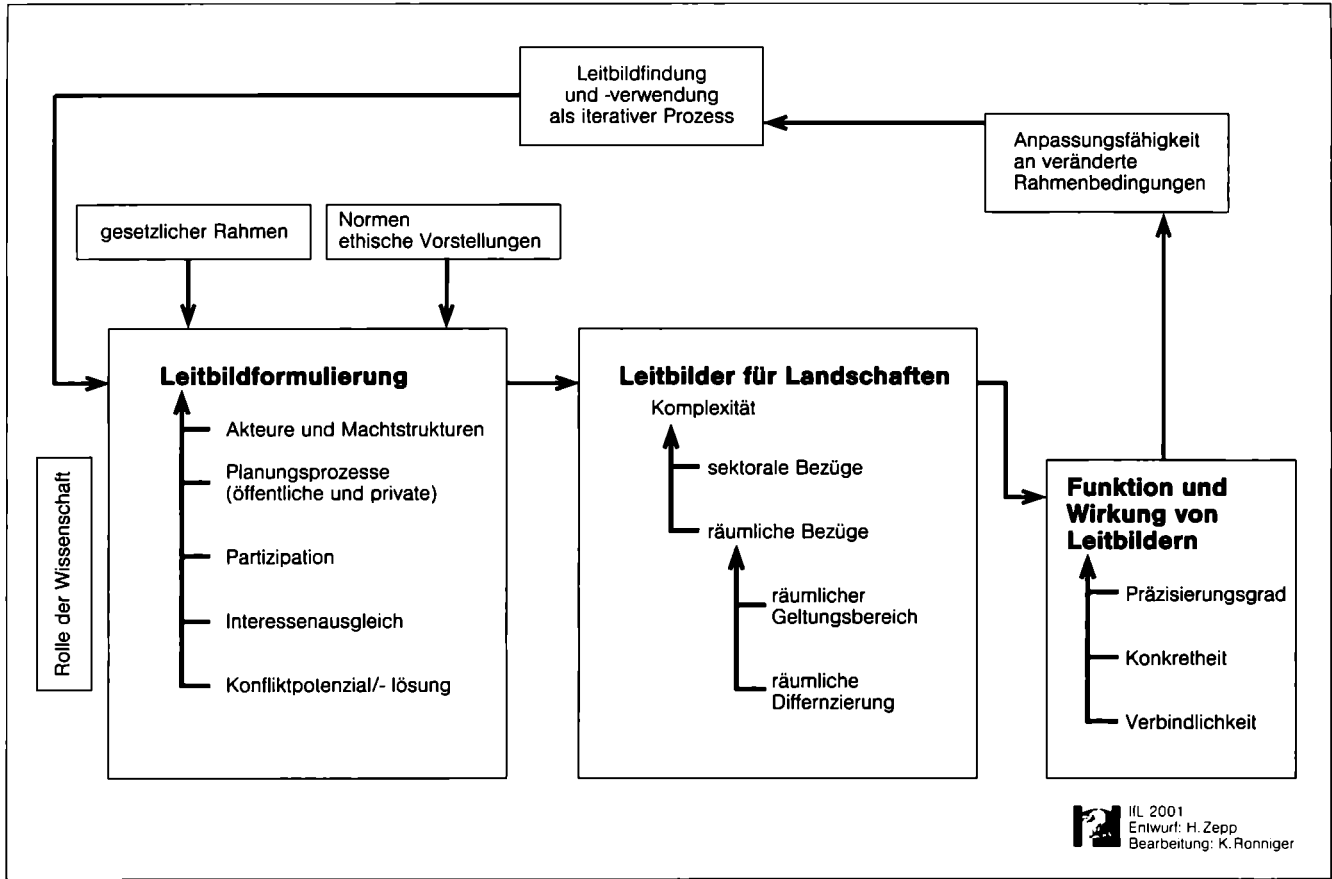 Leitbildfindung
und -verwendung
als iterativer Prozess
Anpassungsfähigkeit
an veränderte
Rahmenbedingungen
gesetzlicher Rahmen
Normen
ethische Vorstellungen
Rolle der Wissenschaft
Leitbildformulierung
Akteure und Machtstrukturen
Planungsprozesse
(öffentliche und private)
Partizipation
Interessenausgleich
Konfliktpotenzial/- lösung
Leitbilder für Landschaften
Komplexität
sektorale Bezüge
räumliche Bezüge
räumlicher
Geltungsbereich
räumliche
Differnzierung
Funktion und
Wirkung von
Leitbildern
Präzisierungsgrad
Konkretheit
Verbindlichkeit
IfL 2001
Entwurf: H. Zepp
Bearbeitung: K. Ronniger